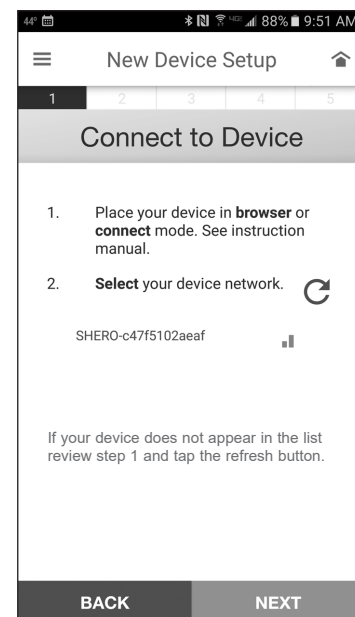 44° 4G 88% 9:51 AM
New Device Setup
1 2 3 4 5
Connect to Device
1. Place your device in browser or
connect mode. See instruction
manual.
2. Select your device network.
SHERO-c47f5102aeaf
If your device does not appear in the list
review step 1 and tap the refresh button.
BACK NEXT